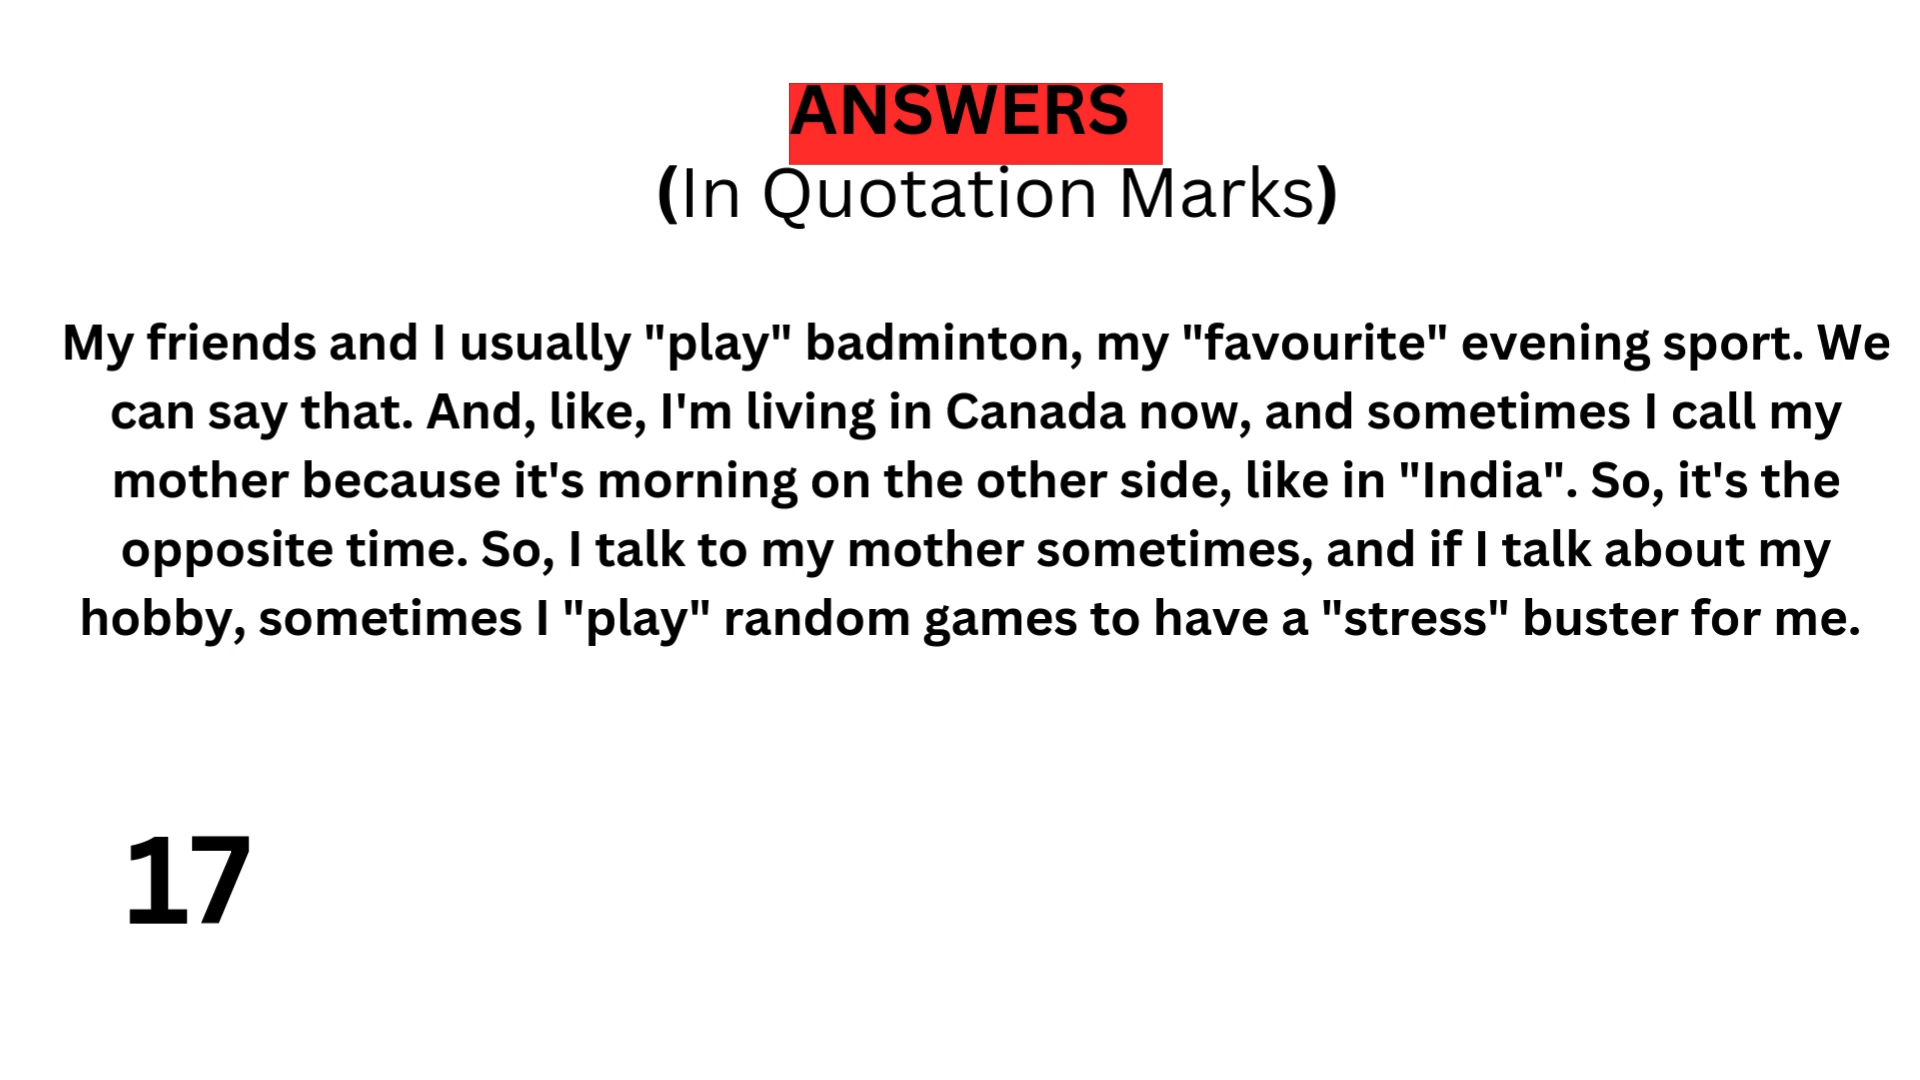 ANSWERS
(In Quotation Marks)
My friends and I usually "play" badminton, my "favourite" evening sport. We
can say that. And, like, I'm living in Canada now, and sometimes I call my
mother because it's morning on the other side, like in "India". So, it's the
opposite time. So, I talk to my mother sometimes, and if I talk about my
hobby, sometimes I "play" random games to have a "stress" buster for me.
17